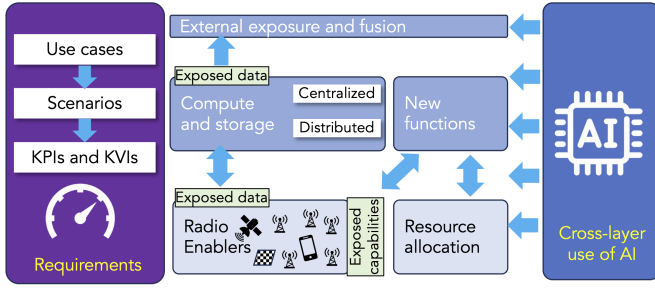 Use cases
Scenarios
KPIs and KVIs
Requirements
External exposure and fusion
Exposed data
Compute
and storage
Centralized
Distributed
New
functions
Exposed data
Radio
Enablers
Exposed
capabilities
Resource
allocation
AI
Cross-layer
use of AI